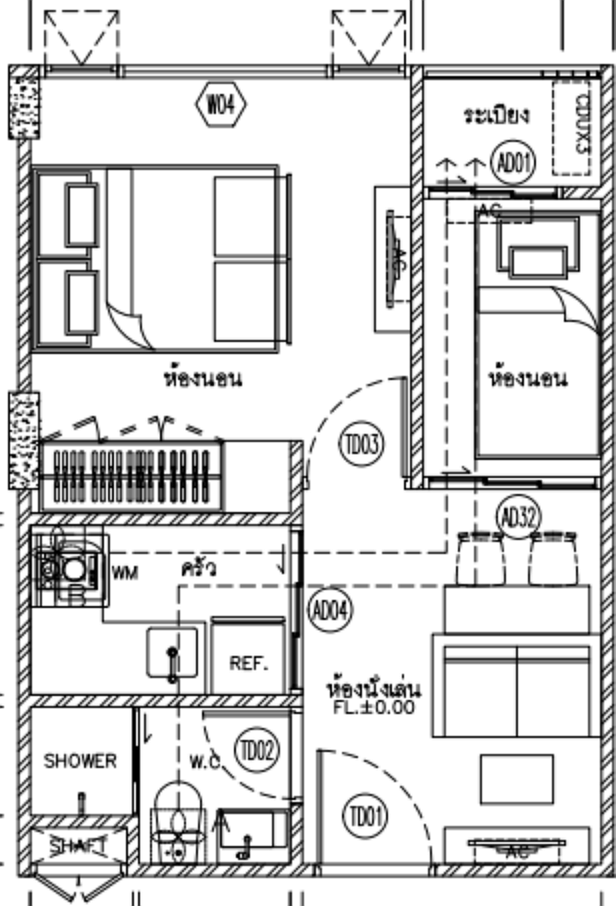 W04
ระเบียง
CDUX3
AD01
AC
AC
ห้องนอน
ห้องนอน
TD03
AD32
WM
ครัว
AD04
REF.
ห้องนั่งเล่น
FL.±0.00
SHOWER
W.C
TD02
TD01
SHAFT
AC